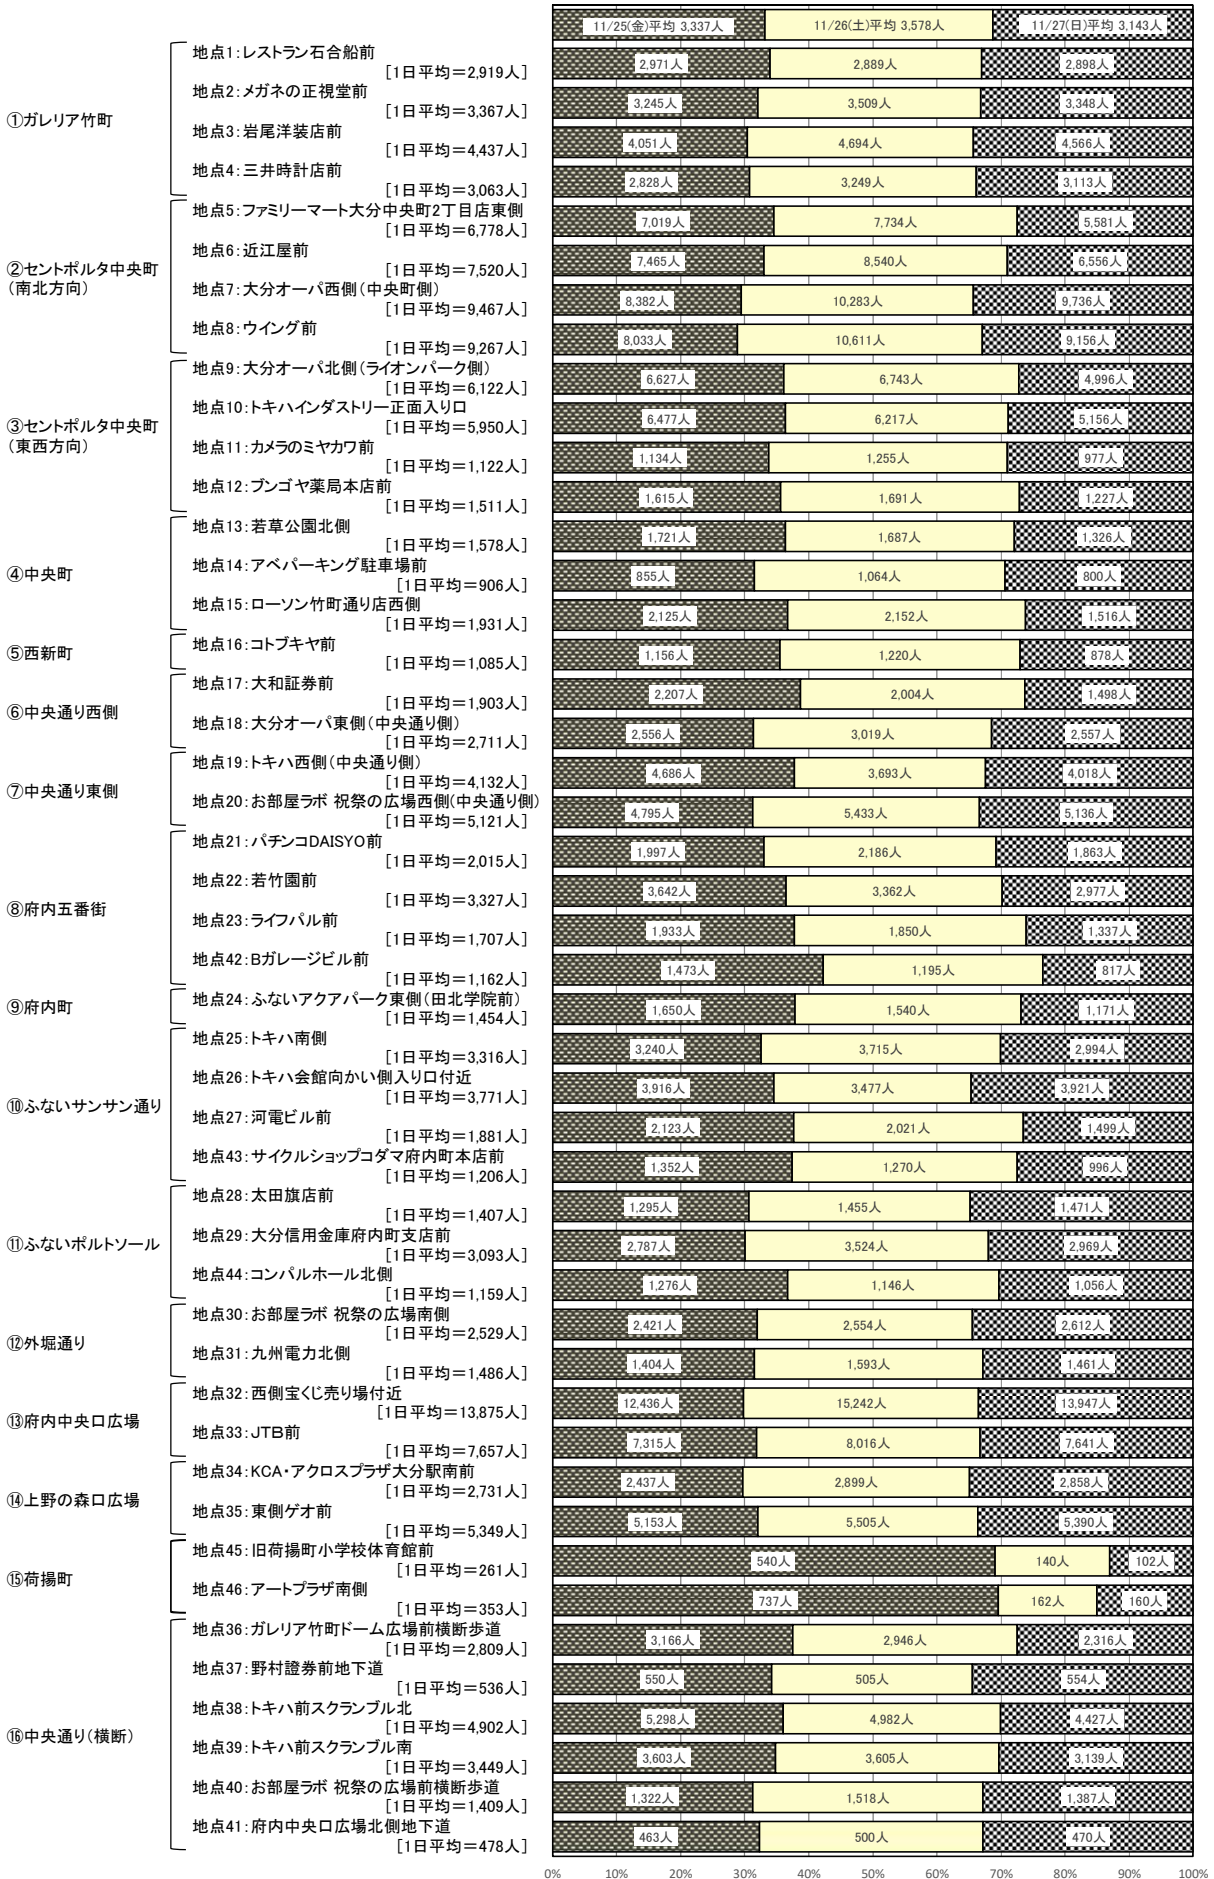 11/25(金)平均 3,337人 11/26(土)平均 3,578人 11/27(日)平均 3,143人
①ガレリア竹町
地点1:レストラン石合船前
[1日平均=2,919人] 2,971人 2,889人 2,898人
地点2:メガネの正視堂前
[1日平均=3,367人] 3,245人 3,509人 3,348人
地点3:岩尾洋装店前
[1日平均=4,437人] 4,051人 4,694人 4,566人
地点4:三井時計店前
[1日平均=3,063人] 2,828人 3,249人 3,113人
②セントポルタ中央町
(南北方向)
地点5:ファミリーマート大分中央町2丁目店東側
[1日平均=6,778人] 7,019人 7,734人 5,581人
地点6:近江屋前
[1日平均=7,520人] 7,465人 8,540人 6,556人
地点7:大分オーパ西側(中央町側)
[1日平均=9,467人] 8,382人 10,283人 9,736人
地点8:ウイング前
[1日平均=9,267人] 8,033人 10,611人 9,156人
③セントポルタ中央町
(東西方向)
地点9:大分オーパ北側(ライオンパーク側)
[1日平均=6,122人] 6,627人 6,743人 4,996人
地点10:トキハインダストリー正面入り口
[1日平均=5,950人] 6,477人 6,217人 5,156人
地点11:カメラのミヤカワ前
[1日平均=1,122人] 1,134人 1,255人 977人
地点12:ブンゴヤ薬局本店前
[1日平均=1,511人] 1,615人 1,691人 1,227人
④中央町
地点13:若草公園北側
[1日平均=1,578人] 1,721人 1,687人 1,326人
地点14:アベパーキング駐車場前
[1日平均=906人] 855人 1,064人 800人
地点15:ローソン竹町通り店西側
[1日平均=1,931人] 2,125人 2,152人 1,516人
⑤西新町
地点16:コトブキヤ前
[1日平均=1,085人] 1,156人 1,220人 878人
⑥中央通り西側
地点17:大和証券前
[1日平均=1,903人] 2,207人 2,004人 1,498人
地点18:大分オーパ東側(中央通り側)
[1日平均=2,711人] 2,556人 3,019人 2,557人
⑦中央通り東側
地点19:トキハ西側(中央通り側)
[1日平均=4,132人] 4,686人 3,693人 4,018人
地点20:お部屋ラボ 祝祭の広場西側(中央通り側)
[1日平均=5,121人] 4,795人 5,433人 5,136人
⑧府内五番街
地点21:パチンコDAISYO前
[1日平均=2,015人] 1,997人 2,186人 1,863人
地点22:若竹園前
[1日平均=3,327人] 3,642人 3,362人 2,977人
地点23:ライフパル前
[1日平均=1,707人] 1,933人 1,850人 1,337人
地点42:Bガレージビル前
[1日平均=1,162人] 1,473人 1,195人 817人
⑨府内町
地点24:ふないアクアパーク東側(田北学院前)
[1日平均=1,454人] 1,650人 1,540人 1,171人
⑩ふないサンサン通り
地点25:トキハ南側
[1日平均=3,316人] 3,240人 3,715人 2,994人
地点26:トキハ会館向かい側入り口付近
[1日平均=3,771人] 3,916人 3,477人 3,921人
地点27:河電ビル前
[1日平均=1,881人] 2,123人 2,021人 1,499人
地点43:サイクルショップコダマ府内町本店前
[1日平均=1,206人] 1,352人 1,270人 996人
⑪ふないポルトソール
地点28:太田旗店前
[1日平均=1,407人] 1,295人 1,455人 1,471人
地点29:大分信用金庫府内町支店前
[1日平均=3,093人] 2,787人 3,524人 2,969人
地点44:コンパルホール北側
[1日平均=1,159人] 1,276人 1,146人 1,056人
⑫外堀通り
地点30:お部屋ラボ 祝祭の広場南側
[1日平均=2,529人] 2,421人 2,554人 2,612人
地点31:九州電力北側
[1日平均=1,486人] 1,404人 1,593人 1,461人
⑬府内中央口広場
地点32:西側宝くじ売り場付近
[1日平均=13,875人] 12,436人 15,242人 13,947人
地点33:JTB前
[1日平均=7,657人] 7,315人 8,016人 7,641人
⑭上野の森口広場
地点34:KCA・アクロスプラザ大分駅南前
[1日平均=2,731人] 2,437人 2,899人 2,858人
地点35:東側ゲオ前
[1日平均=5,349人] 5,153人 5,505人 5,390人
⑮荷揚町
地点45:旧荷揚町小学校体育館前
[1日平均=261人] 540人 140人 102人
地点46:アートプラザ南側
[1日平均=353人] 737人 162人 160人
⑯中央通り(横断)
地点36:ガレリア竹町ドーム広場前横断歩道
[1日平均=2,809人] 3,166人 2,946人 2,316人
地点37:野村證券前地下道
[1日平均=536人] 550人 505人 554人
地点38:トキハ前スクランブル北
[1日平均=4,902人] 5,298人 4,982人 4,427人
地点39:トキハ前スクランブル南
[1日平均=3,449人] 3,603人 3,605人 3,139人
地点40:お部屋ラボ 祝祭の広場前横断歩道
[1日平均=1,409人] 1,322人 1,518人 1,387人
地点41:府内中央口広場北側地下道
[1日平均=478人] 463人 500人 470人
0% 10% 20% 30% 40% 50% 60% 70% 80% 90% 100%